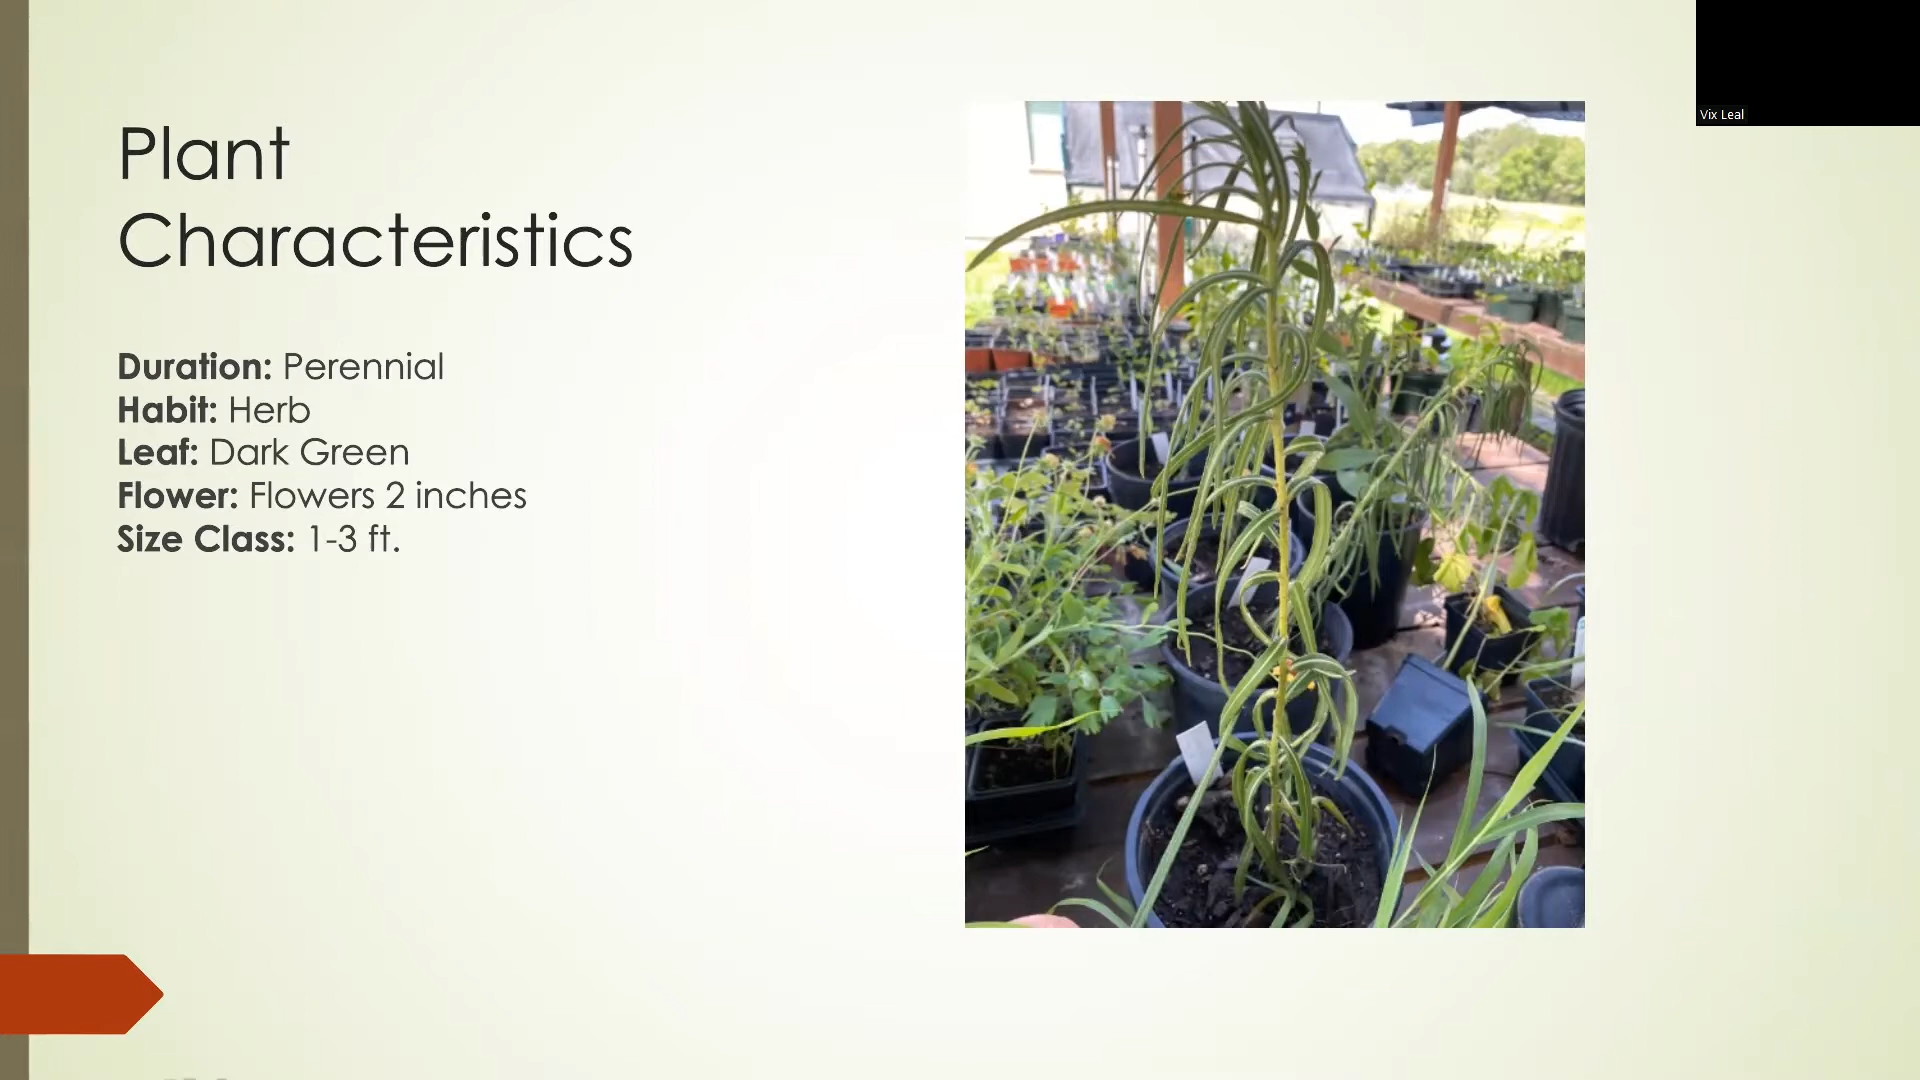 Plant
Characteristics
Duration: Perennial
Habit: Herb
Leaf: Dark Green
Flower: Flowers 2 inches
Size Class: 1-3 ft.
Vix Leal